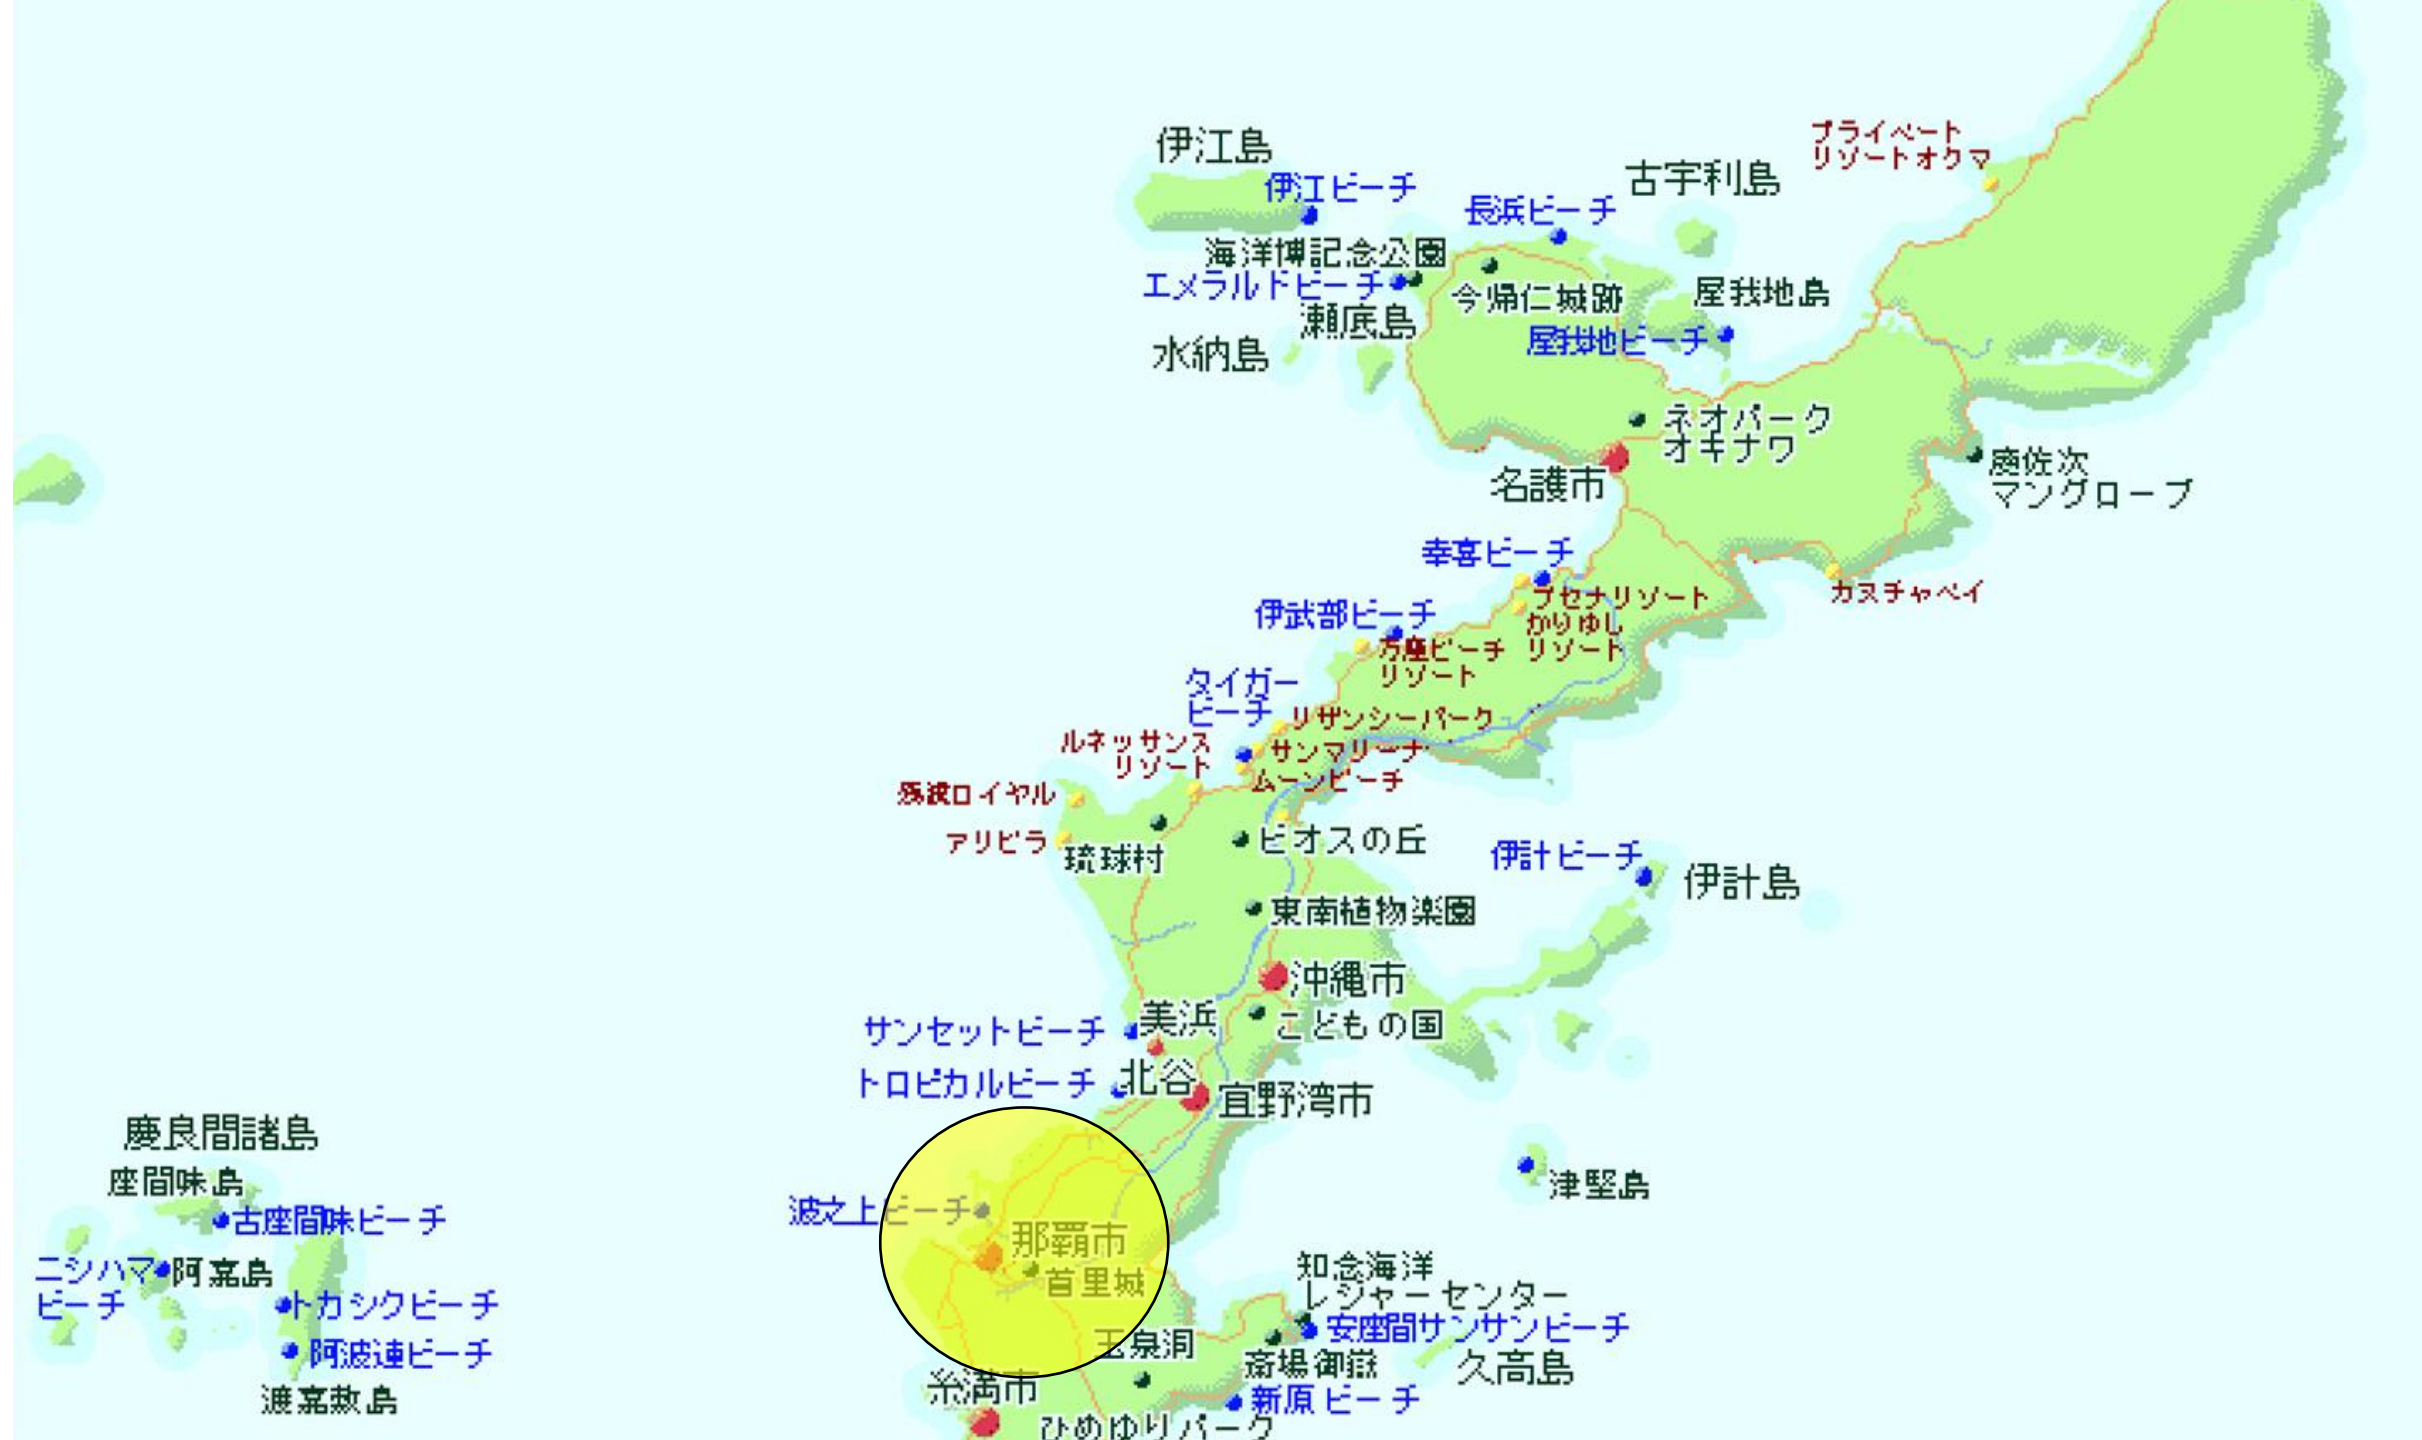 伊江島
伊江ビーチ
長浜ビーチ
古宇利島
プライベート
リゾートオクマ
海洋博記念公園
エメラルドビーチ
今帰仁城跡
屋我地島
瀬底島
屋我地ビーチ
水納島
ネオパーク
オキナワ
名護市
慶佐次
マングローブ
幸喜ビーチ
ブセナリゾート
カヌチャベイ
伊武部ビーチ
かりゆし
リゾート
万座ビーチ
リゾート
タイガー
ビーチ
リザンシーパーク
ルネッサンス
リゾート
サンマリーナ
ムーンビーチ
残波ロイヤル
アリビラ
琉球村
ビオスの丘
伊計ビーチ
伊計島
東南植物楽園
沖縄市
美浜
こどもの国
サンセットビーチ
北谷
トロピカルビーチ
宜野湾市
慶良間諸島
座間味島
古座間味ビーチ
波之上ビーチ
津堅島
那覇市
首里城
ニシハマ
ビーチ
阿嘉島
トカシクビーチ
阿波連ビーチ
渡嘉敷島
知念海洋
レジャーセンター
安座間サンサンビーチ
玉泉洞
斎場御嶽
久高島
糸満市
新原ビーチ
ひめゆりパーク